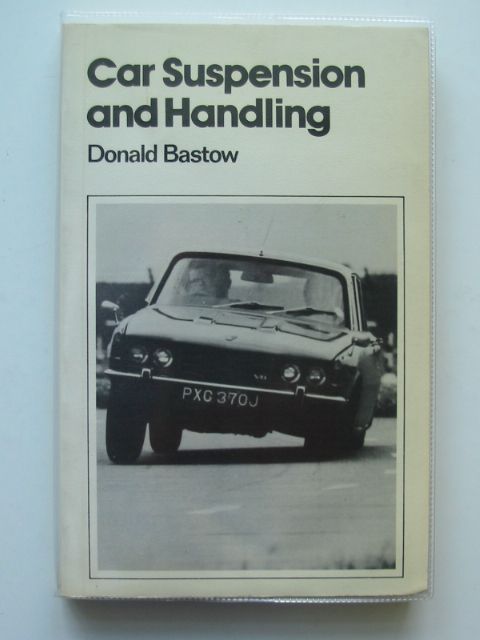 Car Suspension
and Handling
Donald Bastow
PXC 370J